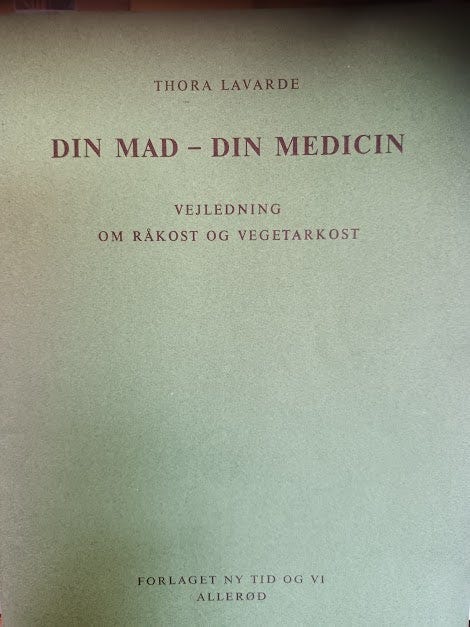 THORA LAVARDE
DIN MAD – DIN MEDICIN
VEJLEDNING
OM RÅKOST OG VEGETARKOST
FORLAGET NY TID OG VI
ALLERØD